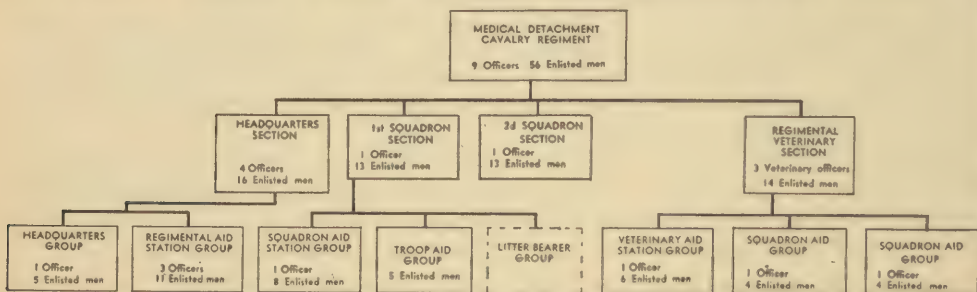 MEDICAL DETACHMENT
CAVALRY REGIMENT
9 Officers 56 Enlisted men
HEADQUARTERS
SECTION
4 Officers
16 Enlisted men
1st SQUADRON
SECTION
1 Officer
13 Enlisted men
2d SQUADRON
SECTION
1 Officer
13 Enlisted men
REGIMENTAL
VETERINARY
SECTION
3 Veterinary officers
14 Enlisted men
HEADQUARTERS
GROUP
1 Officer
5 Enlisted men
REGIMENTAL AID
STATION GROUP
3 Officers
11 Enlisted men
SQUADRON AID
STATION GROUP
1 Officer
8 Enlisted men
TROOP AID
GROUP
5 Enlisted men
LITTER BEARER
GROUP
VETERINARY AID
STATION GROUP
1 Officer
6 Enlisted men
SQUADRON AID
GROUP
1 Officer
4 Enlisted men
SQUADRON AID
GROUP
1 Officer
4 Enlisted men